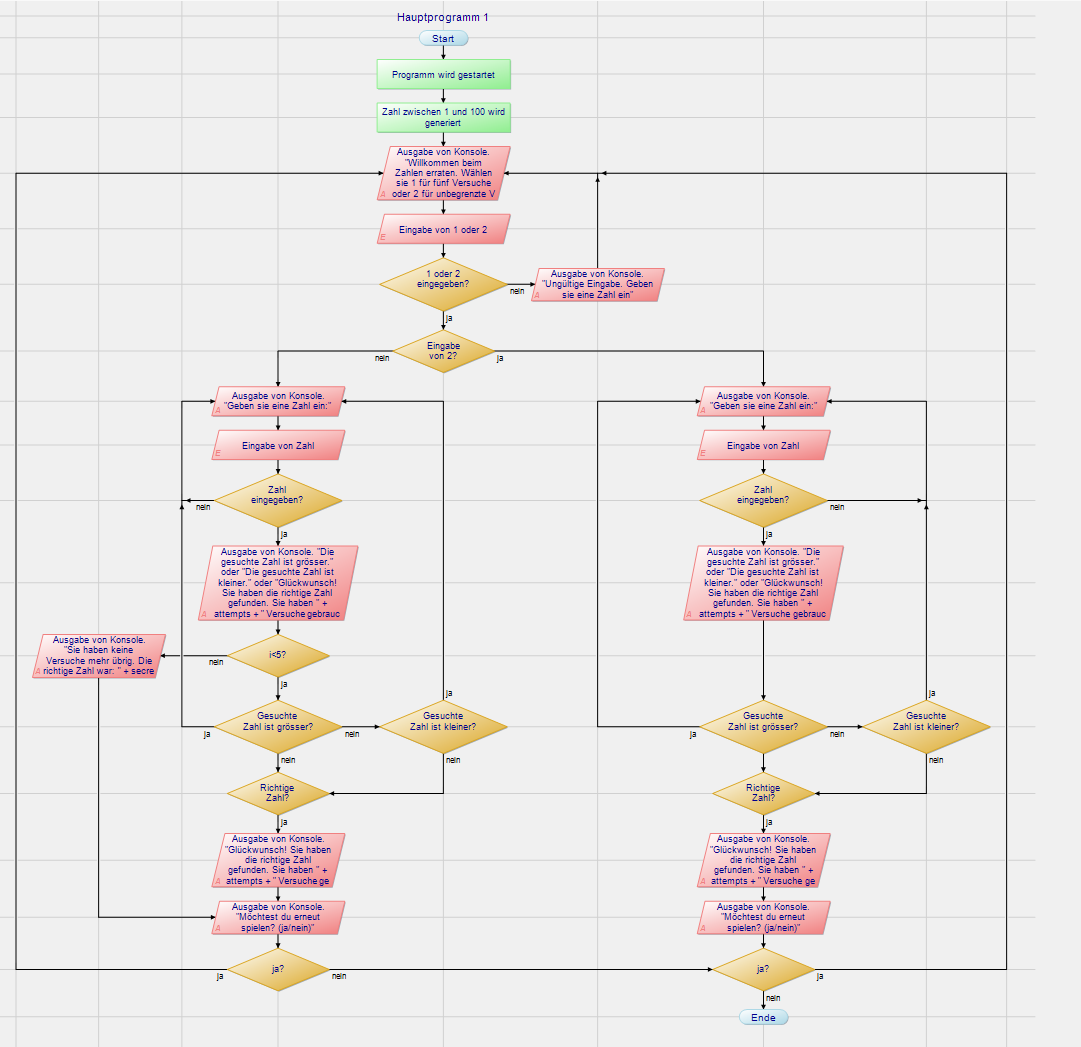 Hauptprogramm 1
Start
Programm wird gestartet
Zahl zwischen 1 und 100 wird
generiert
Ausgabe von Konsole.
"Willkommen beim
Zahlen erraten. Wählen
sie 1 für fünf Versuche
A oder 2 für unbegrenzte V
Eingabe von 1 oder 2
E
1 oder 2
eingegeben?
nein
Ausgabe von Konsole.
"Ungültige Eingabe. Geben
A sie eine Zahl ein"
ja
Eingabe
von 2?
nein
ja
Ausgabe von Konsole.
A "Geben sie eine Zahl ein:"
Eingabe von Zahl
E
Zahl
eingegeben?
nein
ja
Ausgabe von Konsole. "Die
gesuchte Zahl ist grösser."
oder "Die gesuchte Zahl ist
kleiner." oder "Glückwunsch!
Sie haben die richtige Zahl
gefunden. Sie haben " +
A attempts + " Versuche gebrauc
i<5?
nein
ja
Ausgabe von Konsole.
"Sie haben keine
Versuche mehr übrig. Die
A richtige Zahl war: " + secre
Gesuchte
Zahl ist grösser?
ja
nein
nein
Gesuchte
Zahl ist kleiner?
ja
nein
Richtige
Zahl?
ja
Ausgabe von Konsole.
"Glückwunsch! Sie haben
die richtige Zahl
gefunden. Sie haben " +
A attempts + " Versuche ge
Ausgabe von Konsole.
"Möchtest du erneut
A spielen? (ja/nein)"
ja?
ja
nein
Ausgabe von Konsole.
A "Geben sie eine Zahl ein:"
Eingabe von Zahl
E
Zahl
eingegeben?
nein
ja
Ausgabe von Konsole. "Die
gesuchte Zahl ist grösser."
oder "Die gesuchte Zahl ist
kleiner." oder "Glückwunsch!
Sie haben die richtige Zahl
gefunden. Sie haben " +
A attempts + " Versuche gebrauc
Gesuchte
Zahl ist grösser?
ja
nein
nein
Gesuchte
Zahl ist kleiner?
ja
nein
Richtige
Zahl?
ja
Ausgabe von Konsole.
"Glückwunsch! Sie haben
die richtige Zahl
gefunden. Sie haben " +
A attempts + " Versuche ge
Ausgabe von Konsole.
"Möchtest du erneut
A spielen? (ja/nein)"
ja?
ja
nein
Ende